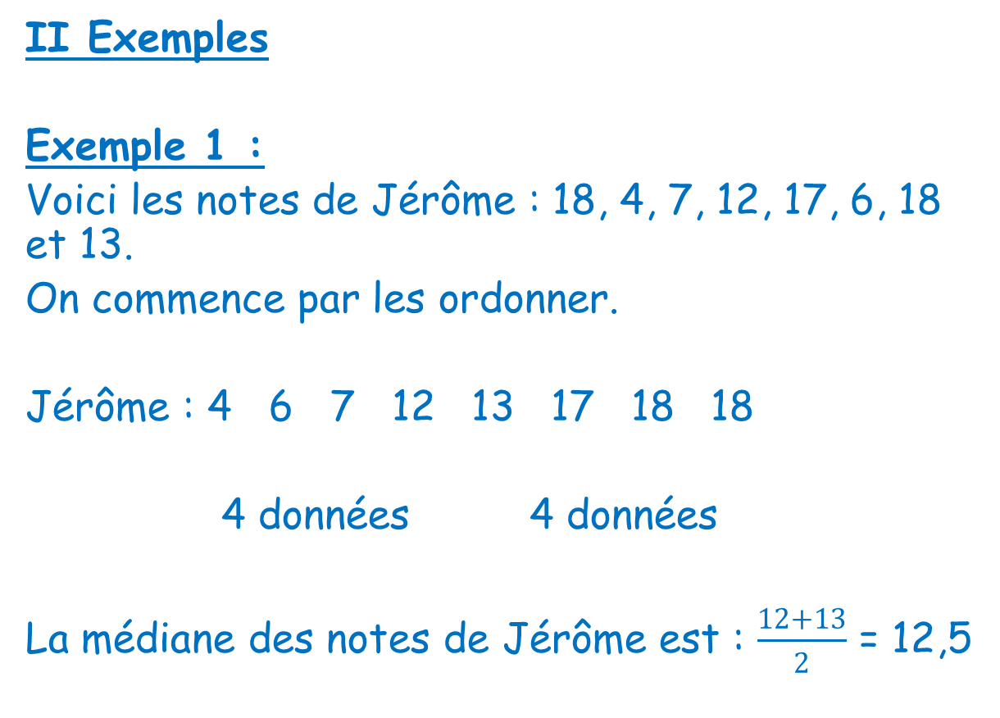 II Exemples
Exemple 1 :
Voici les notes de Jérôme : 18, 4, 7, 12, 17, 6, 18
et 13.
On commence par les ordonner.
Jérôme : 4 6 7 12 13 17 18 18
4 données 4 données
La médiane des notes de Jérôme est : \frac{12+13}{2} = 12,5